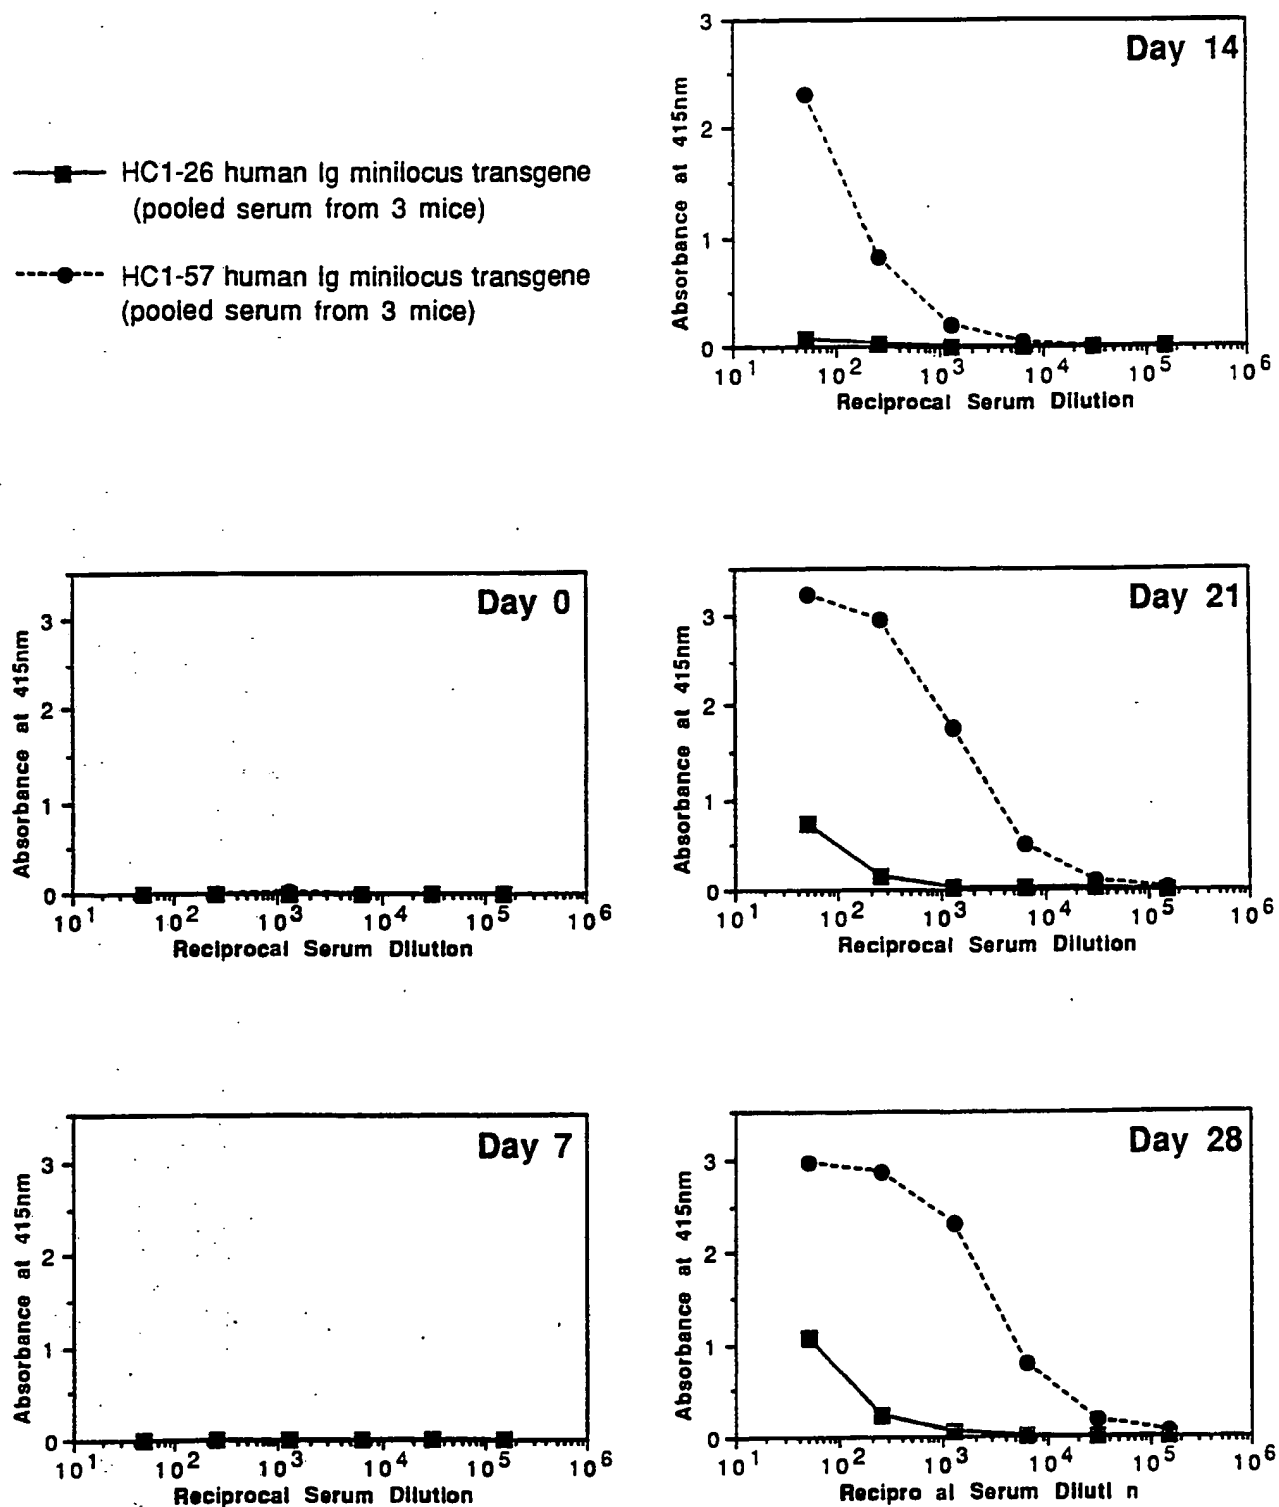 HC1-26 human Ig minilocus transgene
(pooled serum from 3 mice)
HC1-57 human Ig minilocus transgene
(pooled serum from 3 mice)
Day 14
Absorbance at 415nm
3
2
1
0
10^1 10^2 10^3 10^4 10^5 10^6
Reciprocal Serum Dilution
Day 0
Absorbance at 415nm
3
2
1
0
10^1 10^2 10^3 10^4 10^5 10^6
Reciprocal Serum Dilution
Day 21
Absorbance at 415nm
3
2
1
0
10^1 10^2 10^3 10^4 10^5 10^6
Reciprocal Serum Dilution
Day 7
Absorbance at 415nm
3
2
1
0
10^1 10^2 10^3 10^4 10^5 10^6
Reciprocal Serum Dilution
Day 28
Absorbance at 415nm
3
2
1
0
10^1 10^2 10^3 10^4 10^5 10^6
Recipro al Serum Diluti n